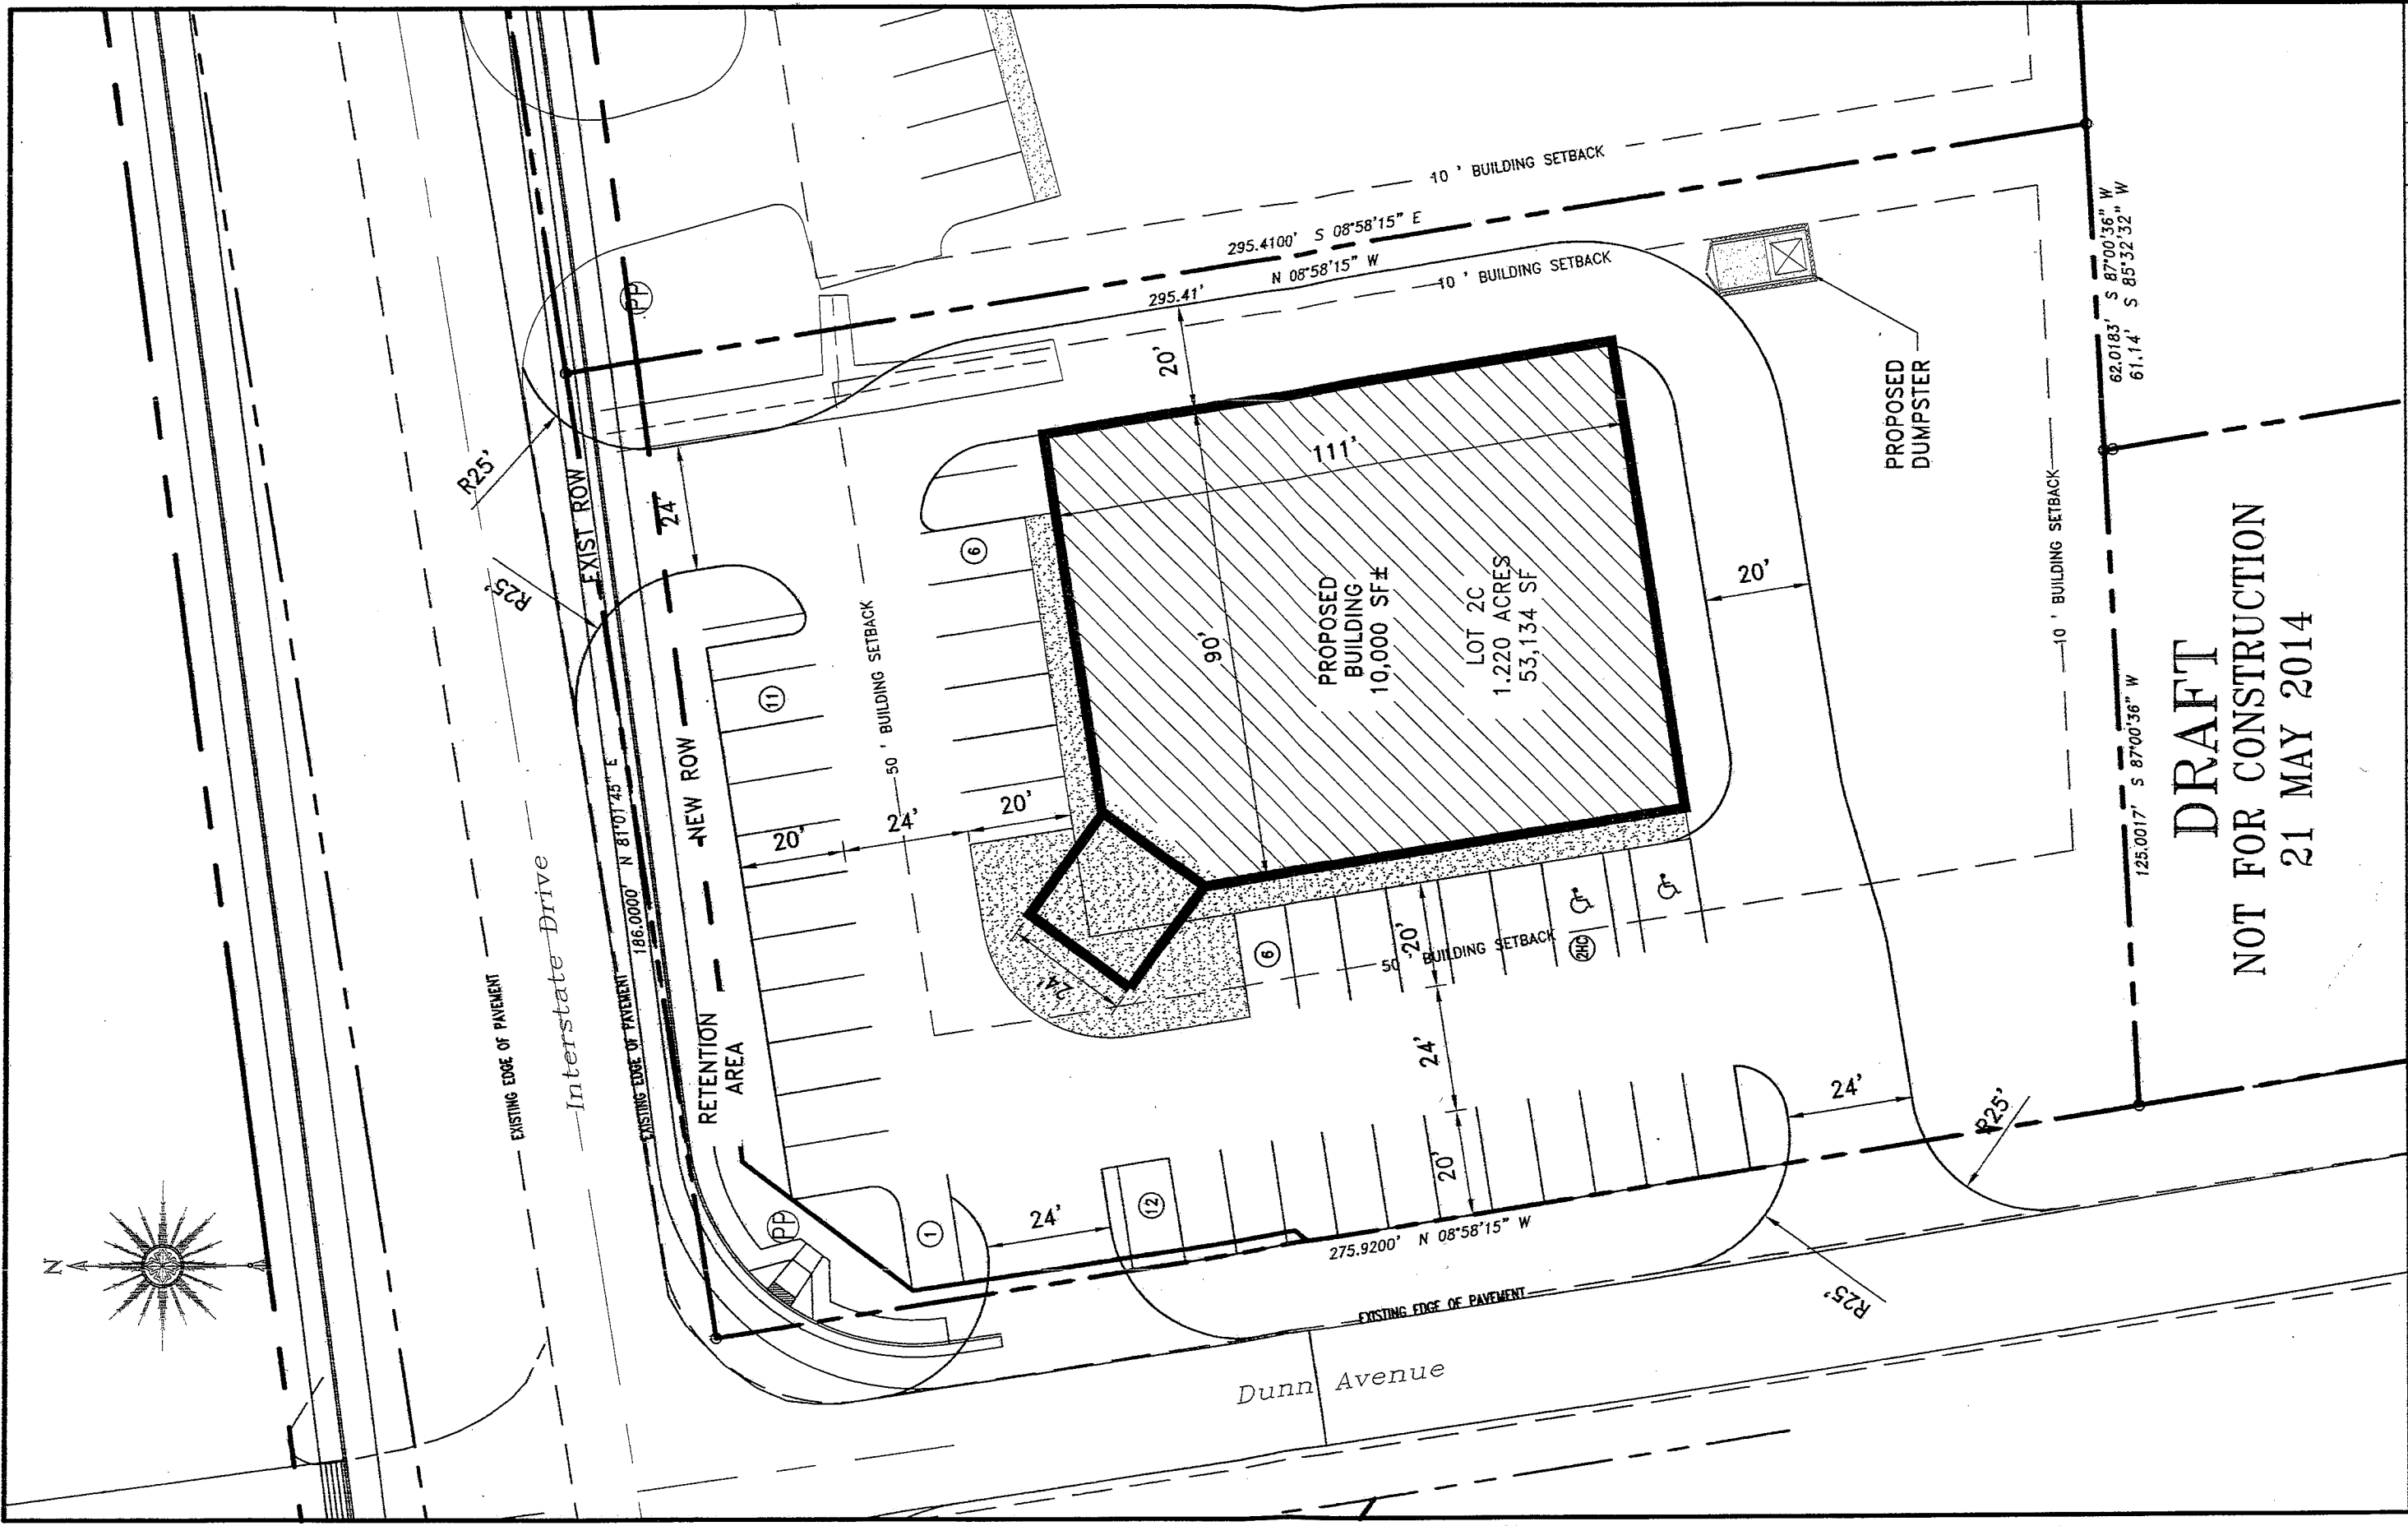 N
Interstate Drive
EXISTING EDGE OF PAVEMENT
EXISTING EDGE OF PAVEMENT
186.0000' N 81°01'45" E
EXIST ROW
NEW ROW
RETENTION
AREA
R25'
R25'
24'
PP
PP
11
6
1
12
6
2HC
50 ' BUILDING SETBACK
20'
24'
20'
24'
10 ' BUILDING SETBACK
295.4100' S 08°58'15" E
N 08°58'15" W
295.41'
10 ' BUILDING SETBACK
20'
111'
90'
PROPOSED
BUILDING
10,000 SF±
LOT 2C
1.220 ACRES
53,134 SF
20'
PROPOSED
DUMPSTER
50 ' BUILDING SETBACK
20'
24'
20'
24'
24'
R25'
R25'
275.9200' N 08°58'15" W
EXISTING EDGE OF PAVEMENT
Dunn Avenue
10 ' BUILDING SETBACK
62.0183' S 87°00'36" W
61.14' S 85°32'32" W
125.0017' S 87°00'36" W
DRAFT
NOT FOR CONSTRUCTION
21 MAY 2014